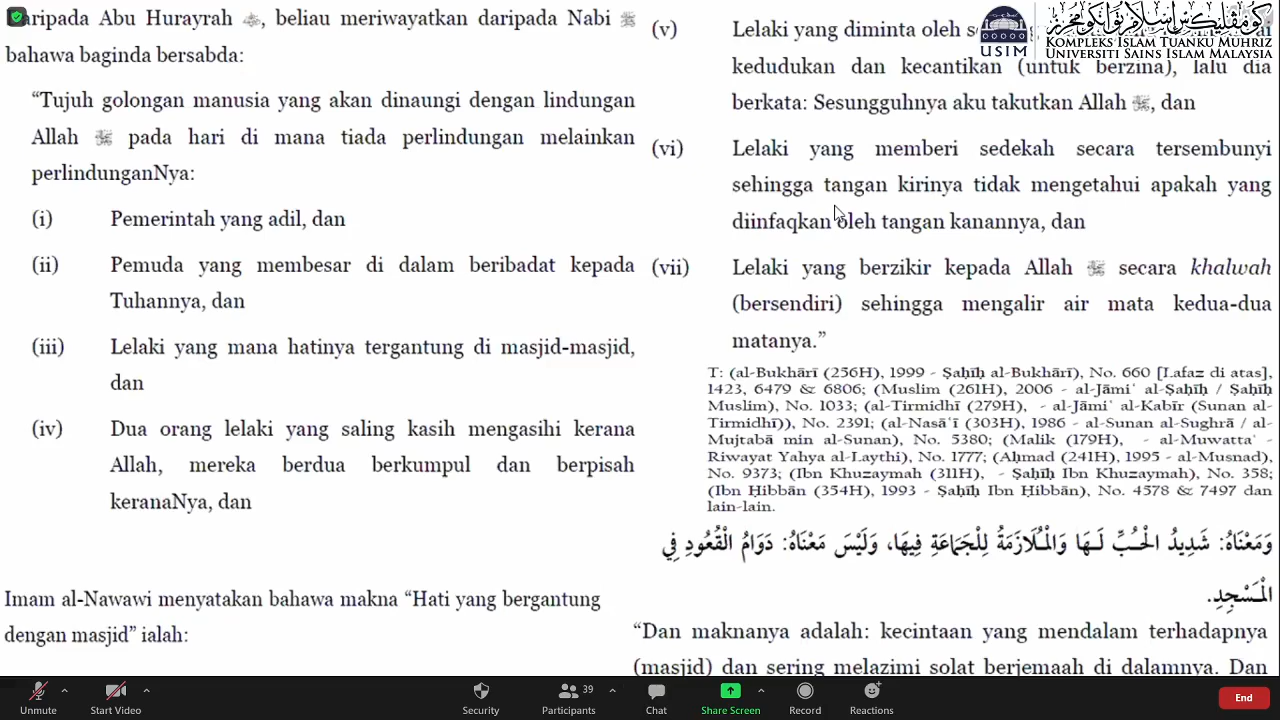 aripada Abu Hurayrah ﷺ, beliau meriwayatkan daripada Nabi ﷺ
bahawa baginda bersabda:
“Tujuh golongan manusia yang akan dinaungi dengan lindungan
Allah pada hari di mana tiada perlindungan melainkan
perlindunganNya:
(i) Pemerintah yang adil, dan
(ii) Pemuda yang membesar di dalam beribadat kepada
Tuhannya, dan
(iii) Lelaki yang mana hatinya tergantung di masjid-masjid,
dan
(iv) Dua orang lelaki yang saling kasih mengasihi kerana
Allah, mereka berdua berkumpul dan berpisah
keranaNya, dan
Imam al-Nawawi menyatakan bahawa makna “Hati yang bergantung
dengan masjid” ialah:
(v) Lelaki yang diminta oleh
kedudukan dan kecantikan (untuk berzina), lalu dia
berkata: Sesungguhnya aku takutkan Allah, dan
(vi) Lelaki yang memberi sedekah secara tersembunyi
sehingga tangan kirinya tidak mengetahui apakah yang
diinfaqkan oleh tangan kanannya, dan
(vii) Lelaki yang berzikir kepada Allah secara khalwah
(bersendiri) sehingga mengalir air mata kedua-dua
matanya.”
T: (al-Bukhārī (256H), 1999 - Ṣaḥīḥ al-Bukhārī), No. 660 [Lafaz di atas],
1423, 6479 & 6806; (Muslim (261H), 2006 - al-Jāmiʿ al-Ṣaḥīḥ / Ṣaḥīḥ
Muslim), No. 1033; (al-Tirmidhī (279H), - al-Jāmiʿ al-Kabīr (Sunan al-
Tirmidhī)), No. 2391; (al-Nasāʾī (303H), 1986 - al-Sunan al-Sughrā / al-
Mujtabā min al-Sunan), No. 5380; (Malik (179H), - al-Muwattaʾ -
Riwayat Yahya al-Laythi), No. 1777; (Aḥmad (241H), 1995 - al-Musnad),
No. 9373; (Ibn Khuzaymah (311H), - Ṣaḥīḥ Ibn Khuzaymah), No. 358;
(Ibn Ḥibbān (354H), 1993 - Ṣaḥīḥ Ibn Ḥibbān), No. 4578 & 7497 dan
lain-lain.
وَمَعْنَاهُ: شَدِيدُ الْحُبِّ لَهَا وَالْمُلَازَمَةُ لِلْجَمَاعَةِ فِيهَا، وَلَيْسَ مَعْنَاهُ: دَوَامُ الْقُعُودِ فِي
الْمَسْجِدِ.
“Dan maknanya adalah: kecintaan yang mendalam terhadapnya
(masjid) dan sering melazimi solat berjemaah di dalamnya. Dan
USIM
كومڤليكس اسلام توانكو محرز
KOMPLEKS ISLAM TUANKU MUHRIZ
UNIVERSITI SAINS ISLAM MALAYSIA
Unmute
Start Video
Security
39
Participants
Chat
Share Screen
Record
Reactions
End